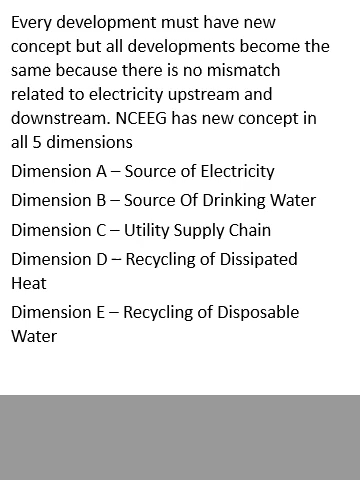 Every development must have new
concept but all developments become the
same because there is no mismatch
related to electricity upstream and
downstream. NCEEG has new concept in
all 5 dimensions
Dimension A – Source of Electricity
Dimension B – Source Of Drinking Water
Dimension C – Utility Supply Chain
Dimension D – Recycling of Dissipated
Heat
Dimension E – Recycling of Disposable
Water